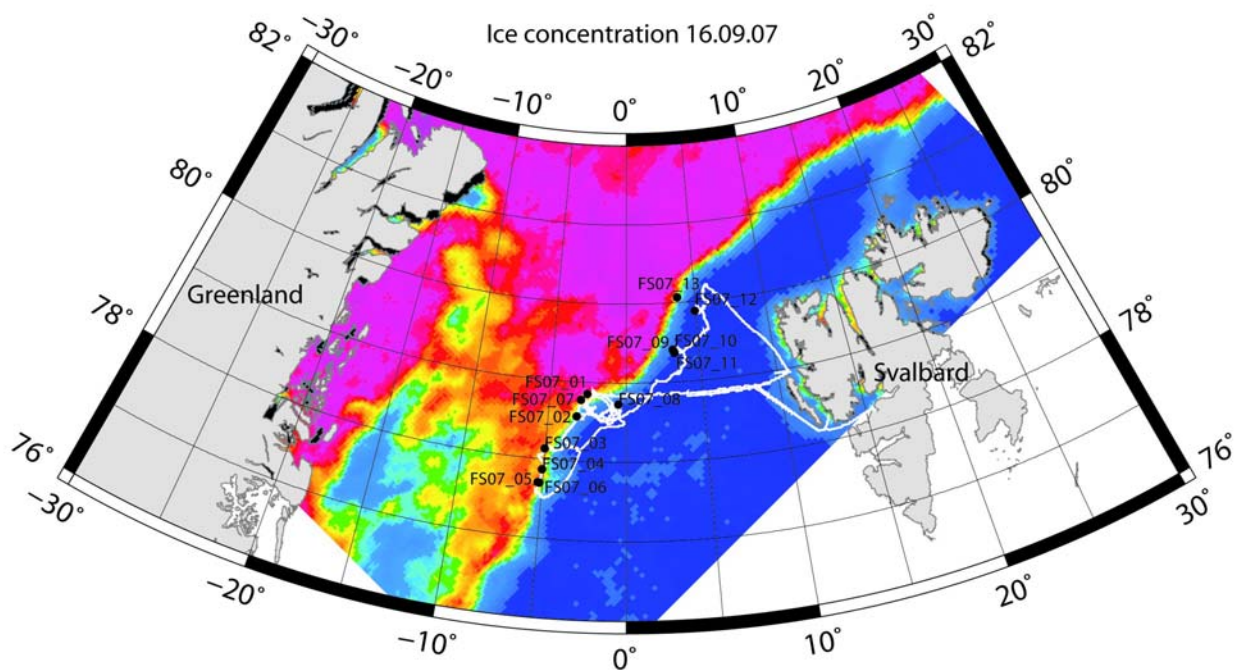 Ice concentration 16.09.07
−30°
−20°
−10°
0°
10°
20°
30°
82°
82°
80°
80°
78°
78°
76°
76°
Greenland
Svalbard
FS07_13
FS07_12
FS07_09
FS07_10
FS07_11
FS07_01
FS07_07
FS07_08
FS07_02
FS07_03
FS07_04
FS07_05
FS07_06
−30°
−20°
−10°
0°
10°
20°
30°